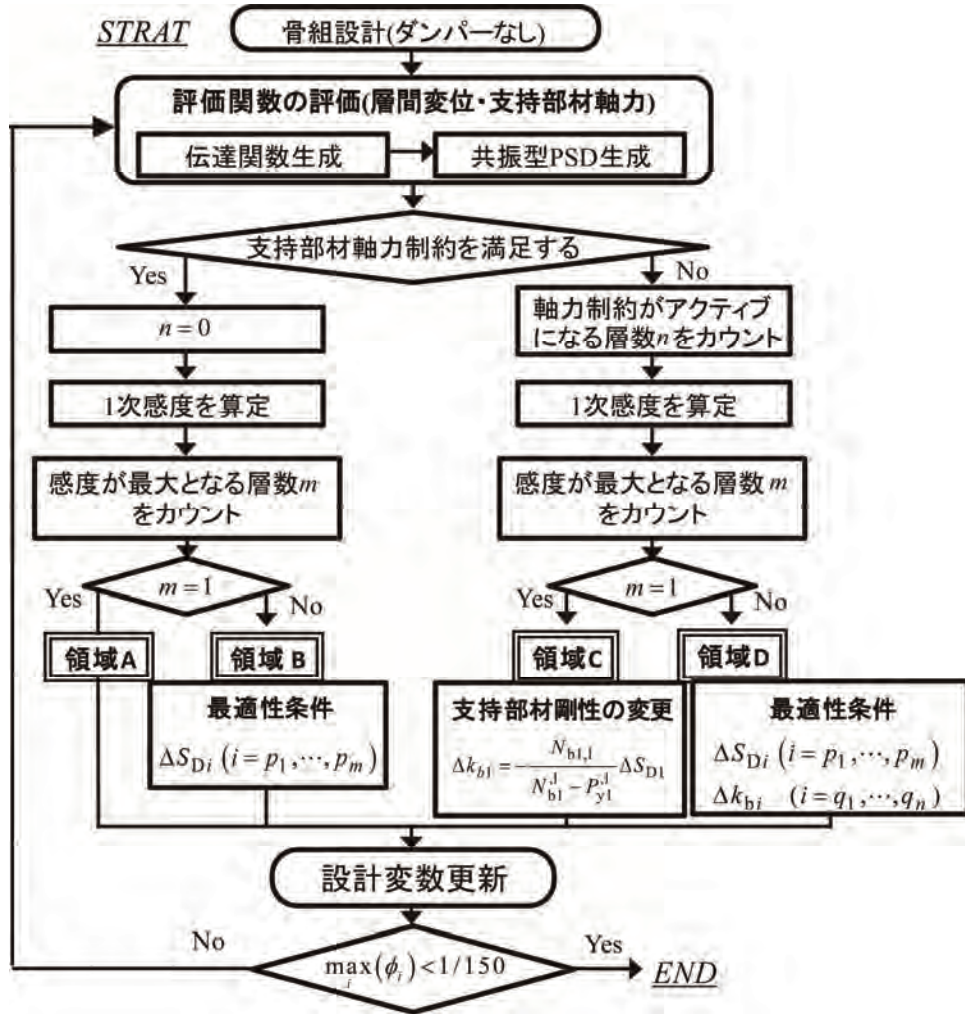 STRAT
骨組設計(ダンパーなし)
評価関数の評価(層間変位・支持部材軸力)
伝達関数生成
共振型PSD生成
支持部材軸力制約を満足する
Yes
No
n=0
軸力制約がアクティブ
になる層数nをカウント
1次感度を算定
1次感度を算定
感度が最大となる層数m
をカウント
感度が最大となる層数m
をカウント
m=1
Yes
No
m=1
Yes
No
領域A
領域B
領域C
領域D
最適性条件
ΔS_Di (i=p_1,⋯,p_m)
支持部材剛性の変更
Δk_b1 = -N_b1,1/(N_b1^,1 - P_y1^,1) ΔS_D1
最適性条件
ΔS_Di (i=p_1,⋯,p_m)
Δk_bi (i=q_1,⋯,q_n)
設計変数更新
No
max_i(ϕ_i)<1/150
Yes
END